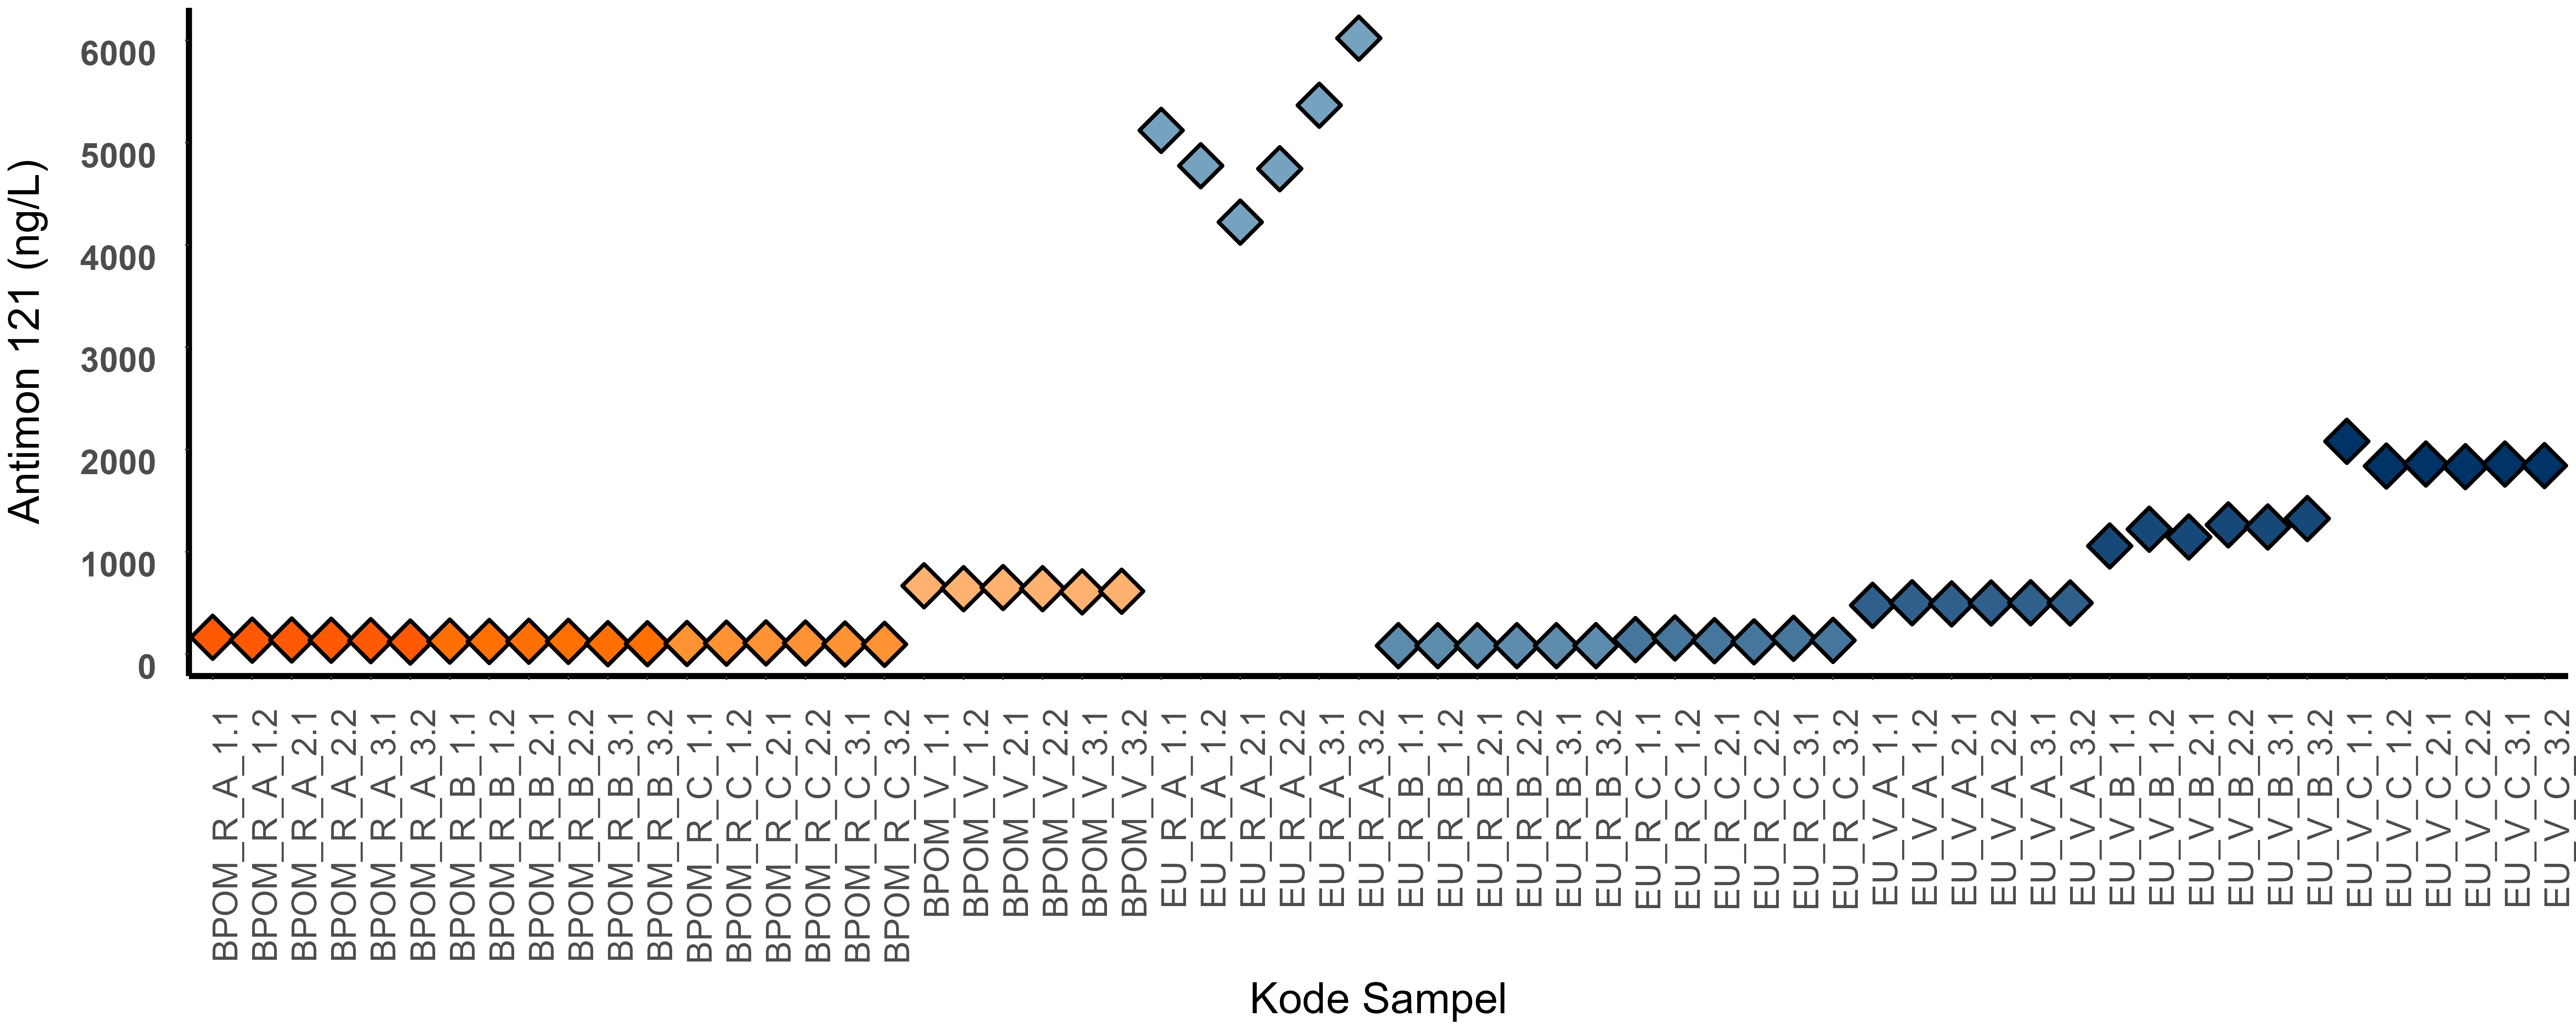 Antimon 121 (ng/L)
6000
5000
4000
3000
2000
1000
0
BPOM_R_A_1.1
BPOM_R_A_1.2
BPOM_R_A_2.1
BPOM_R_A_2.2
BPOM_R_A_3.1
BPOM_R_A_3.2
BPOM_R_B_1.1
BPOM_R_B_1.2
BPOM_R_B_2.1
BPOM_R_B_2.2
BPOM_R_B_3.1
BPOM_R_B_3.2
BPOM_R_C_1.1
BPOM_R_C_1.2
BPOM_R_C_2.1
BPOM_R_C_2.2
BPOM_R_C_3.1
BPOM_R_C_3.2
BPOM_V_1.1
BPOM_V_1.2
BPOM_V_2.1
BPOM_V_2.2
BPOM_V_3.1
BPOM_V_3.2
EU_R_A_1.1
EU_R_A_1.2
EU_R_A_2.1
EU_R_A_2.2
EU_R_A_3.1
EU_R_A_3.2
EU_R_B_1.1
EU_R_B_1.2
EU_R_B_2.1
EU_R_B_2.2
EU_R_B_3.1
EU_R_B_3.2
EU_R_C_1.1
EU_R_C_1.2
EU_R_C_2.1
EU_R_C_2.2
EU_R_C_3.1
EU_R_C_3.2
EU_V_A_1.1
EU_V_A_1.2
EU_V_A_2.1
EU_V_A_2.2
EU_V_A_3.1
EU_V_A_3.2
EU_V_B_1.1
EU_V_B_1.2
EU_V_B_2.1
EU_V_B_2.2
EU_V_B_3.1
EU_V_B_3.2
EU_V_C_1.1
EU_V_C_1.2
EU_V_C_2.1
EU_V_C_2.2
EU_V_C_3.1
EU_V_C_3.2
Kode Sampel